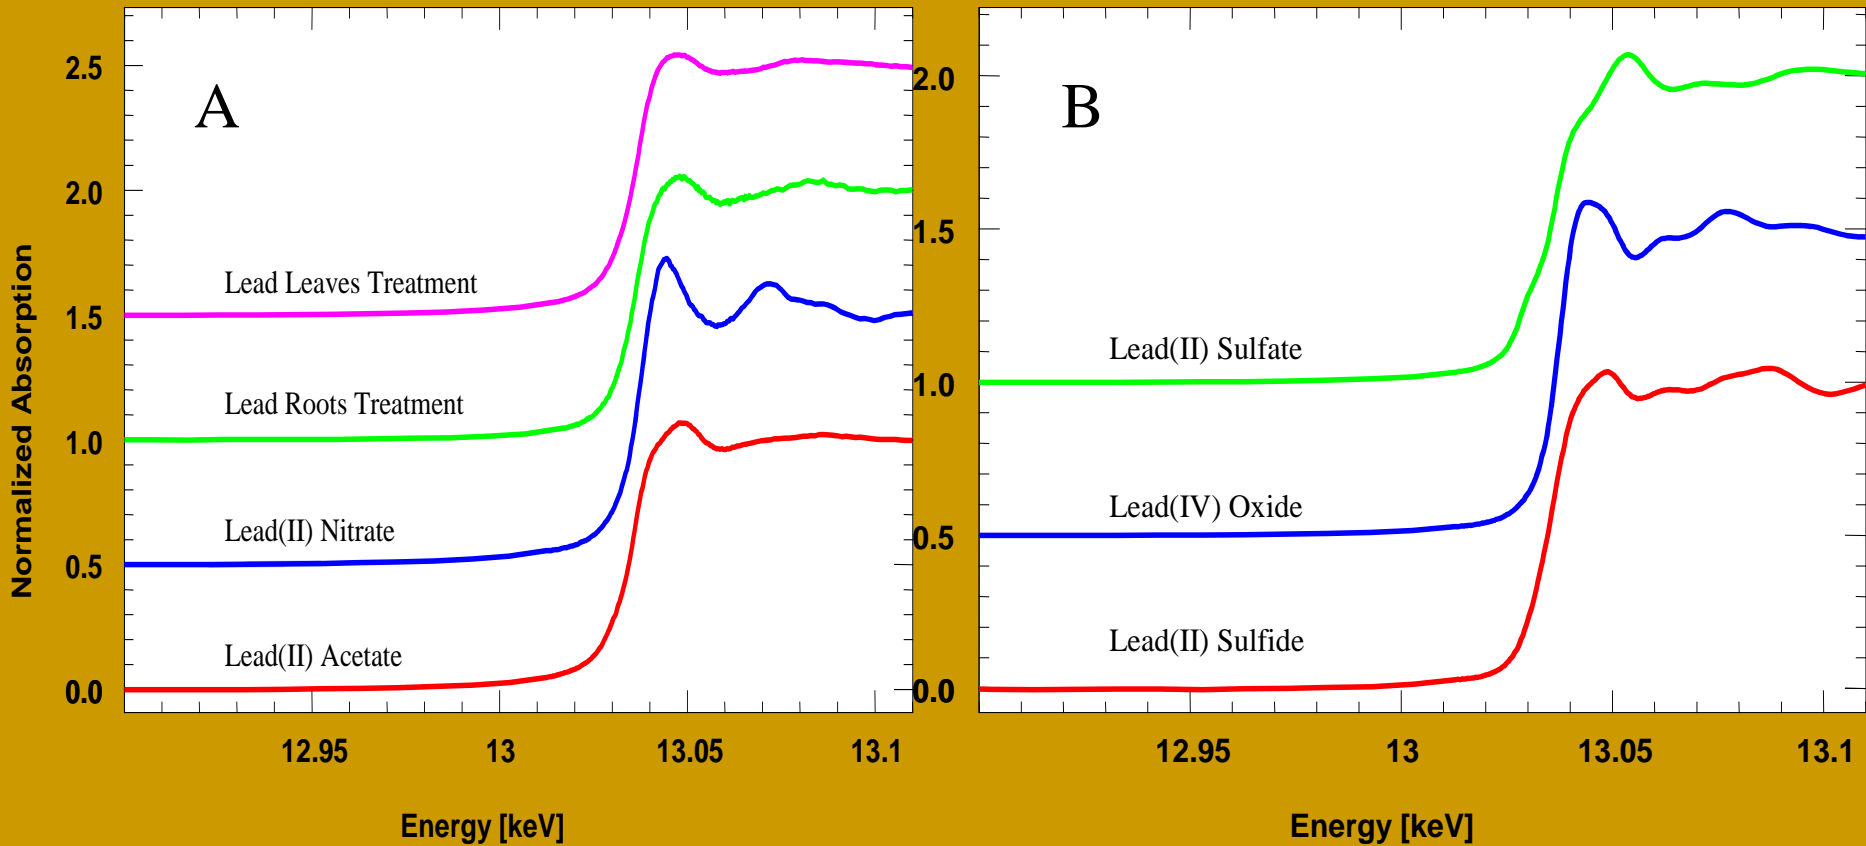 A
B
Normalized Absorption
2.5
2.0
1.5
1.0
0.5
0.0
Lead Leaves Treatment
Lead Roots Treatment
Lead(II) Nitrate
Lead(II) Acetate
12.95 13 13.05 13.1
Energy [keV]
2.0
1.5
1.0
0.5
0.0
Lead(II) Sulfate
Lead(IV) Oxide
Lead(II) Sulfide
12.95 13 13.05 13.1
Energy [keV]